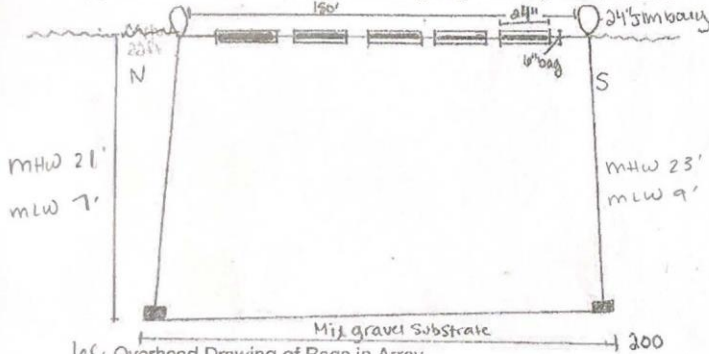 150'
24"
24" Jim bouy
6" bag
N
S
MHW 21'
MLW 7'
MHW 23'
MLW 9'
Mix gravel Substrate
200
Overhead Drawing of Bags in Array